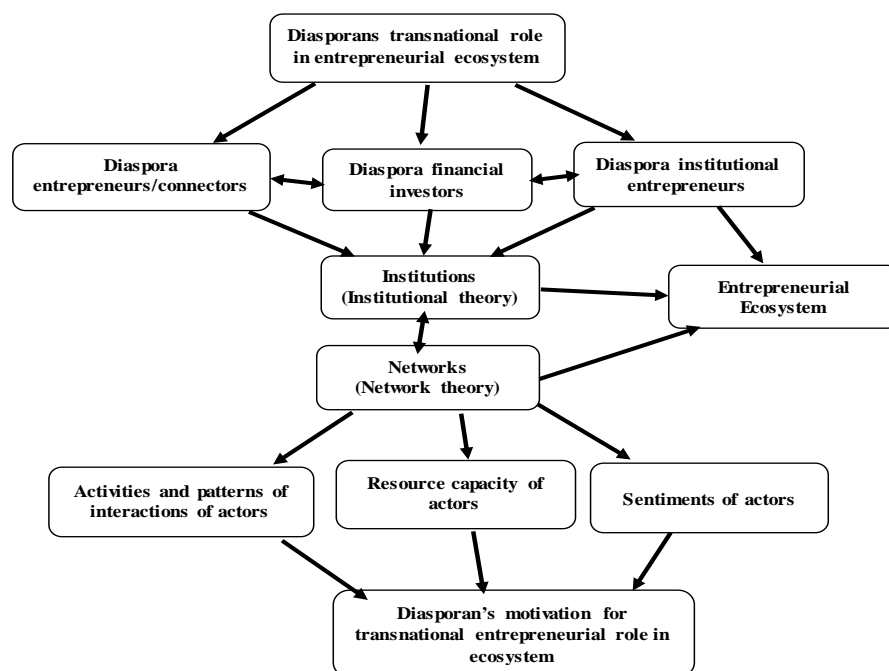 Diasporans transnational role
in entrepreneurial ecosystem
Diaspora
entrepreneurs/connectors
Diaspora financial
investors
Diaspora institutional
entrepreneurs
Institutions
(Institutional theory)
Entrepreneurial
Ecosystem
Networks
(Network theory)
Activities and patterns of
interactions of actors
Resource capacity of
actors
Sentiments of actors
Diasporan’s motivation for
transnational entrepreneurial role in
ecosystem